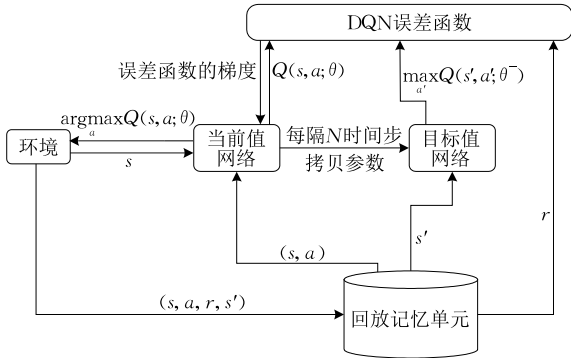 DQN误差函数
误差函数的梯度
Q(s,a;θ)
maxQ(s′,a′;θ⁻)
a′
argmaxQ(s,a;θ)
a
环境
s
当前值
网络
每隔N时间步
拷贝参数
目标值
网络
r
(s,a)
s′
(s,a,r,s′)
回放记忆单元